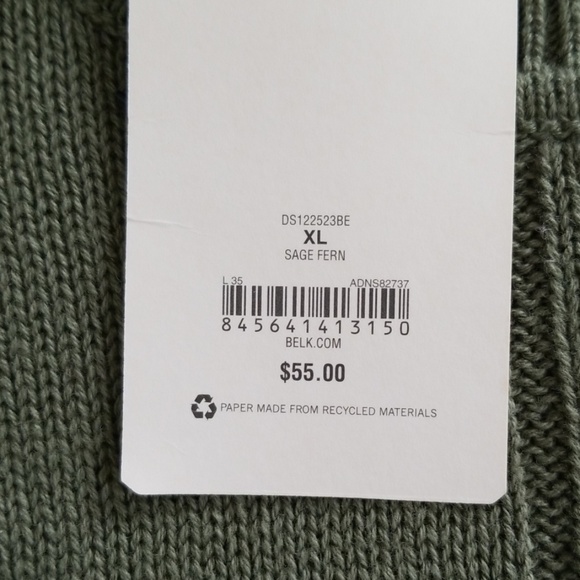 DS122523BE
XL
SAGE FERN
L 35 ADNS82737
845641413150
BELK.COM
$55.00
PAPER MADE FROM RECYCLED MATERIALS